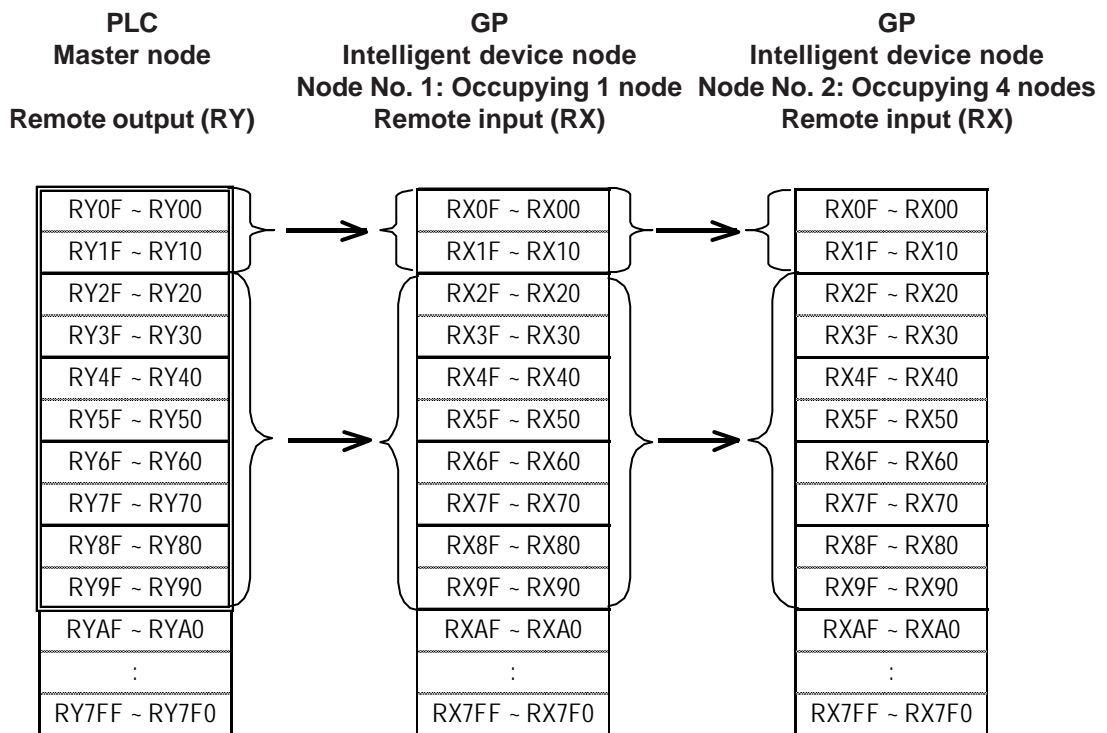 PLC
Master node
Remote output (RY)
GP
Intelligent device node
Node No. 1: Occupying 1 node
Remote input (RX)
GP
Intelligent device node
Node No. 2: Occupying 4 nodes
Remote input (RX)
RY0F ~ RY00
RY1F ~ RY10
RY2F ~ RY20
RY3F ~ RY30
RY4F ~ RY40
RY5F ~ RY50
RY6F ~ RY60
RY7F ~ RY70
RY8F ~ RY80
RY9F ~ RY90
RYAF ~ RYA0
:
RY7FF ~ RY7F0
RX0F ~ RX00
RX1F ~ RX10
RX2F ~ RX20
RX3F ~ RX30
RX4F ~ RX40
RX5F ~ RX50
RX6F ~ RX60
RX7F ~ RX70
RX8F ~ RX80
RX9F ~ RX90
RXAF ~ RXA0
:
RX7FF ~ RX7F0
RX0F ~ RX00
RX1F ~ RX10
RX2F ~ RX20
RX3F ~ RX30
RX4F ~ RX40
RX5F ~ RX50
RX6F ~ RX60
RX7F ~ RX70
RX8F ~ RX80
RX9F ~ RX90
RXAF ~ RXA0
:
RX7FF ~ RX7F0